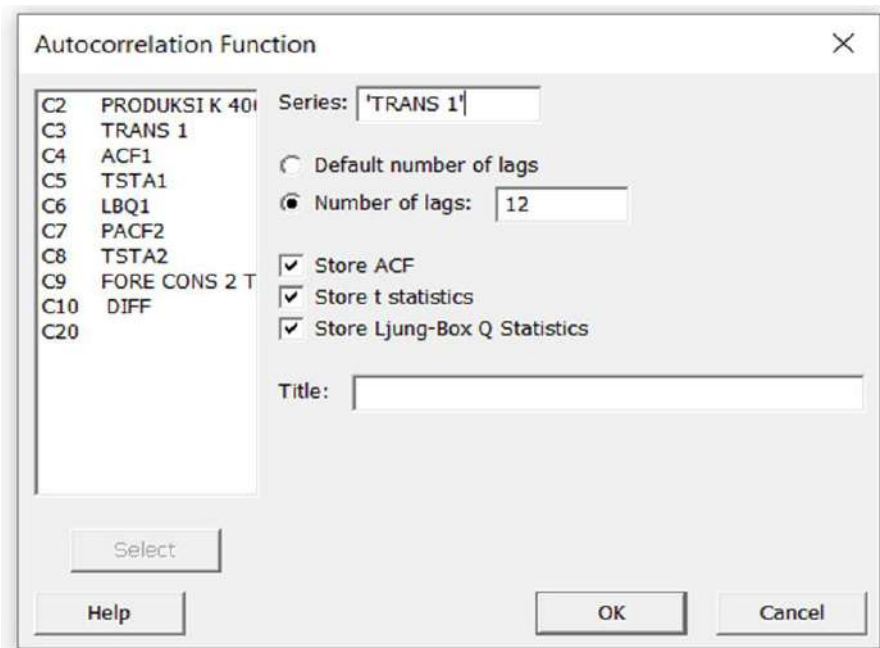 Autocorrelation Function
C2 PRODUKSI K 40
C3 TRANS 1
C4 ACF1
C5 TSTA1
C6 LBQ1
C7 PACF2
C8 TSTA2
C9 FORE CONS 2 T
C10 DIFF
C20
Series: 'TRANS 1'
Default number of lags
Number of lags: 12
Store ACF
Store t statistics
Store Ljung-Box Q Statistics
Title:
Select
Help
OK
Cancel